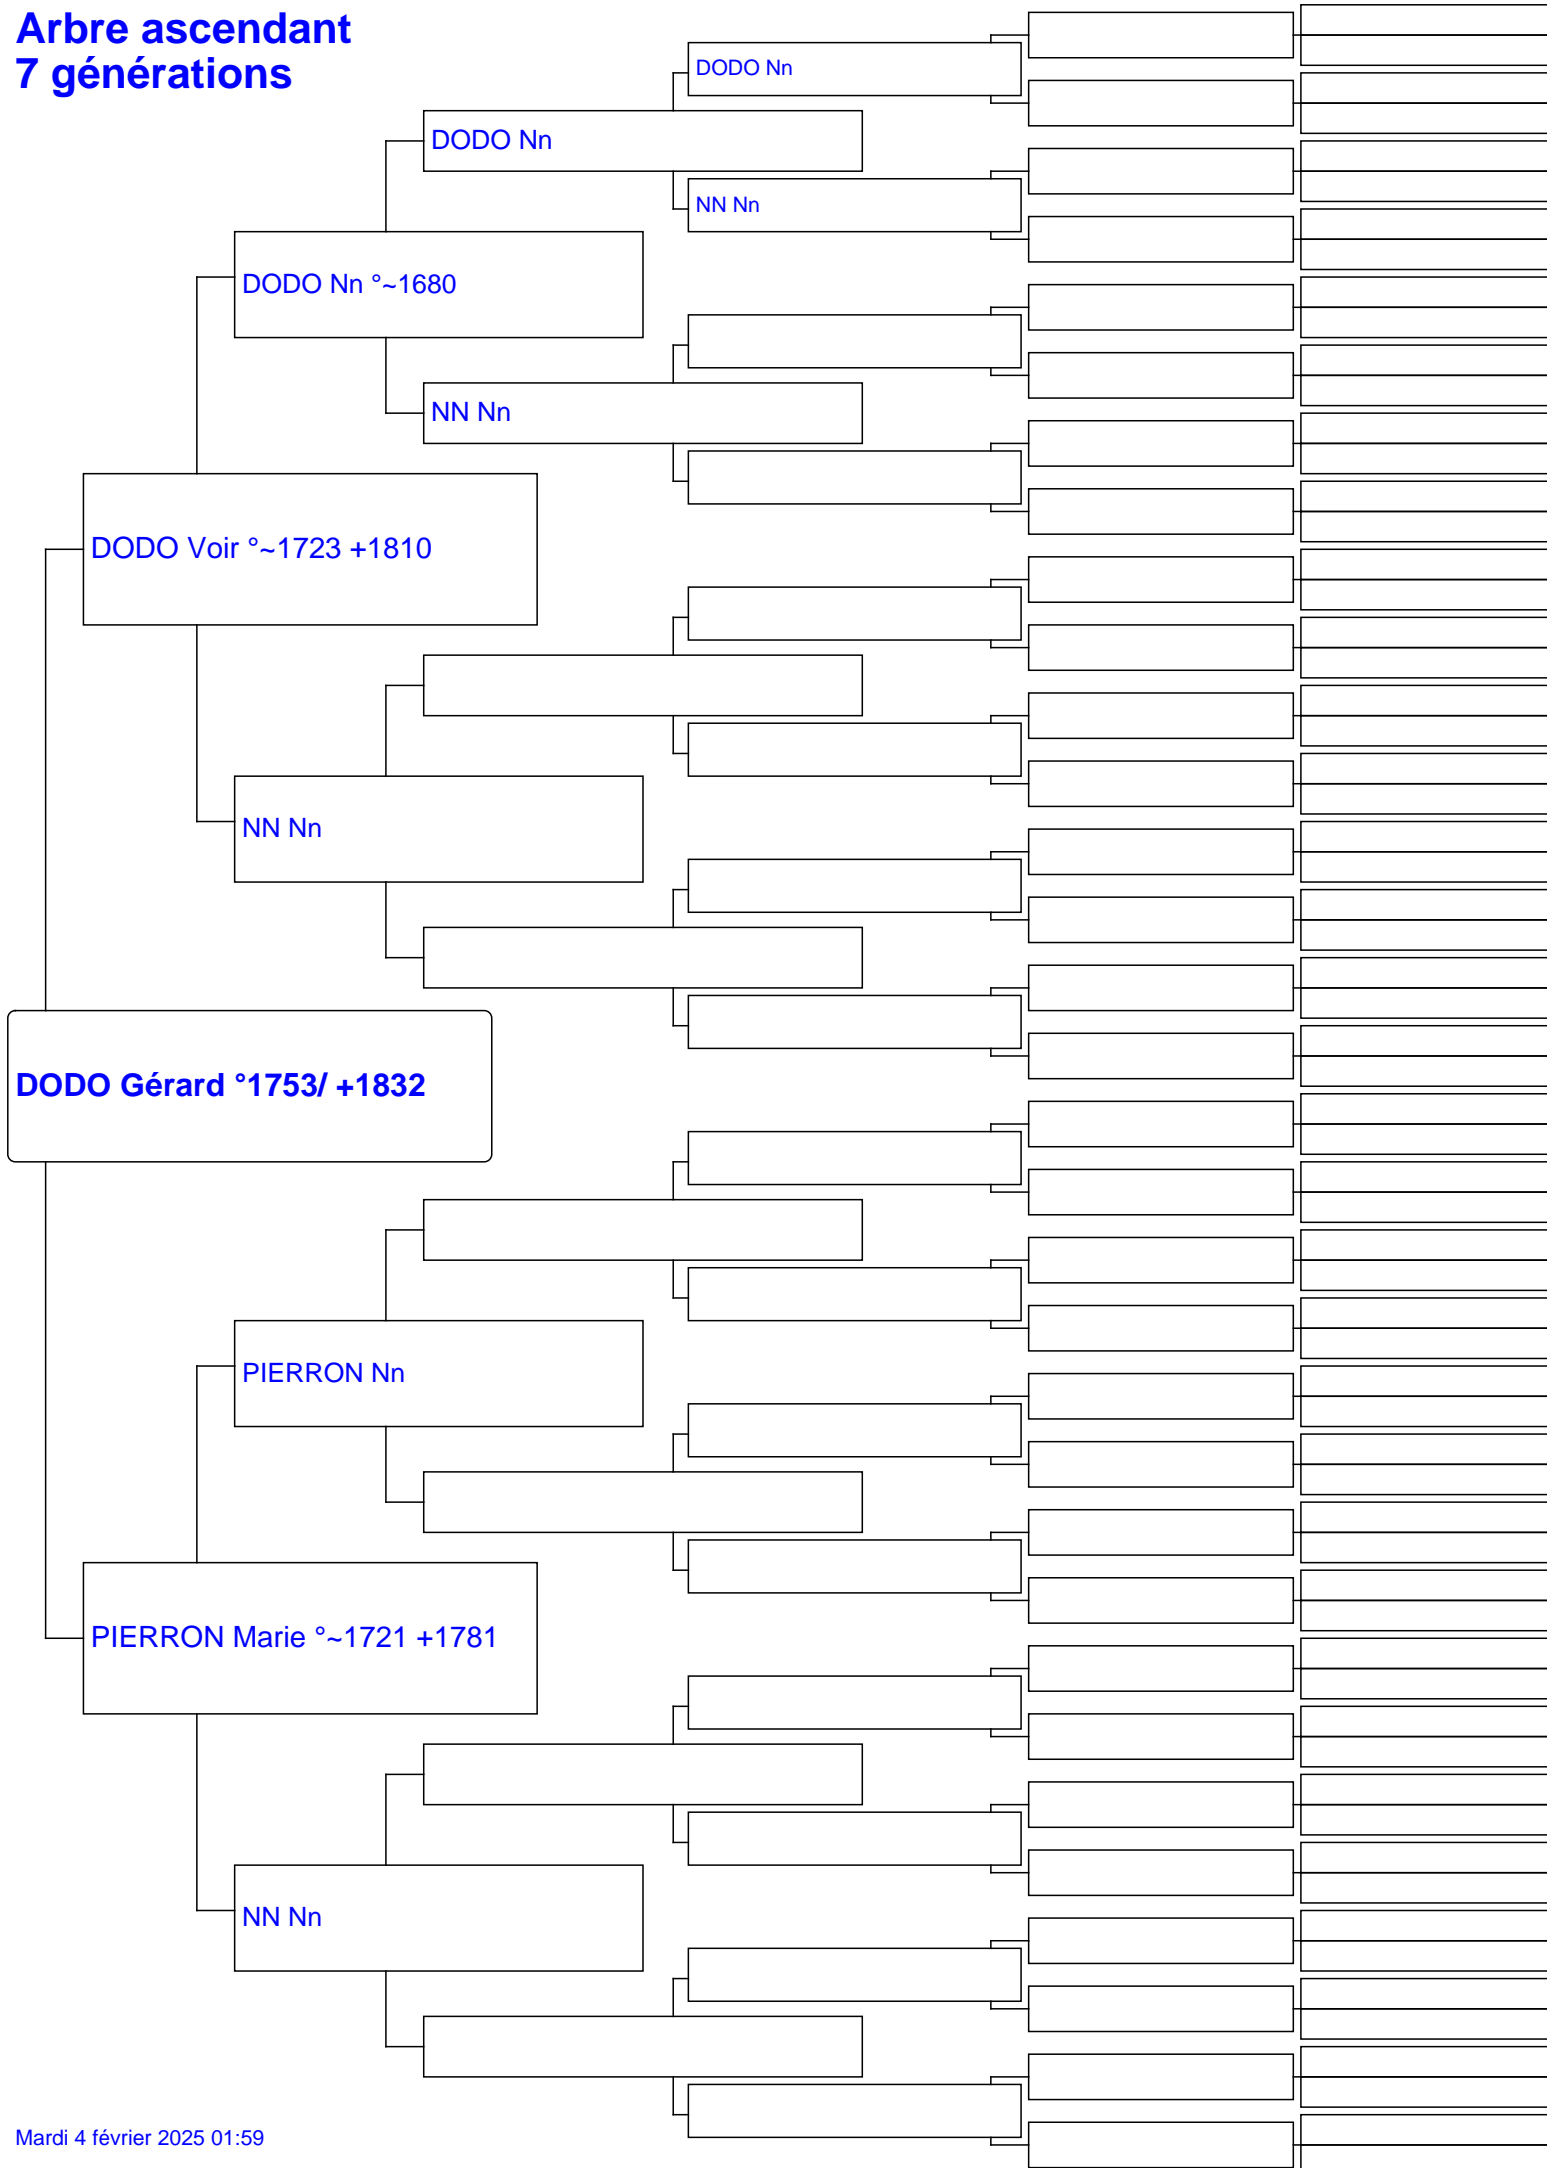 Arbre ascendant
7 générations
DODO Nn
DODO Nn
NN Nn
DODO Nn °~1680
NN Nn
DODO Voir °~1723 +1810
NN Nn
DODO Gérard °1753/ +1832
PIERRON Nn
PIERRON Marie °~1721 +1781
NN Nn
Mardi 4 février 2025 01:59